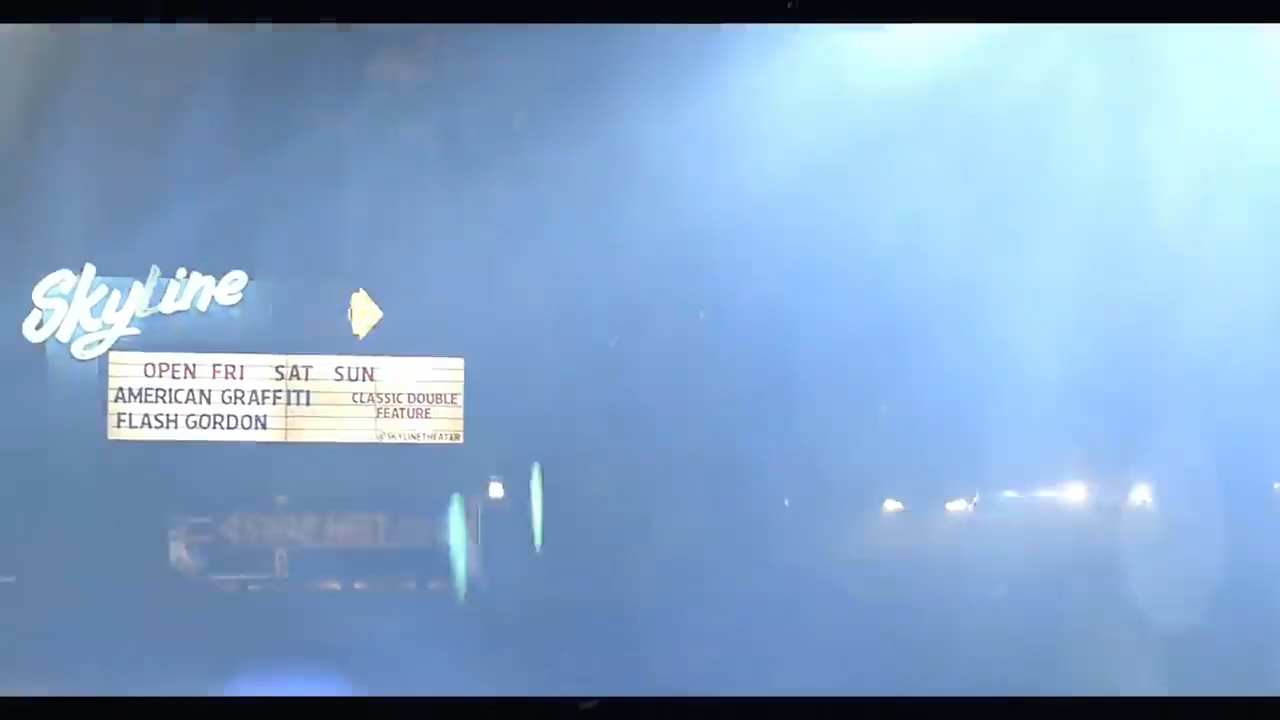 Skyline
OPEN FRI SAT SUN
AMERICAN GRAFFITI
FLASH GORDON
CLASSIC DOUBLE
FEATURE
@SKYLINETHEATER